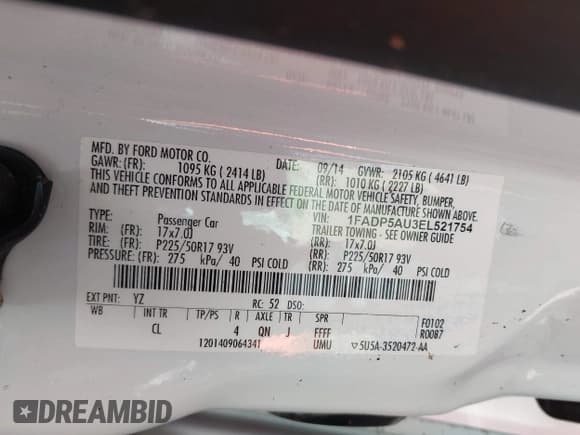 MFD. BY FORD MOTOR CO.
DATE: 09/14 GVWR: 2105 KG ( 4641 LB)
GAWR: (FR): 1095 KG ( 2414 LB) (RR): 1010 KG ( 2227 LB)
THIS VEHICLE CONFORMS TO ALL APPLICABLE FEDERAL MOTOR VEHICLE SAFETY, BUMPER,
AND THEFT PREVENTION STANDARDS IN EFFECT ON THE DATE OF MANUFACTURE SHOWN ABOVE.
VIN: 1FADP5AU3EL521754
TYPE: Passenger Car TRAILER TOWING - SEE OWNER GUIDE
RIM: (FR): 17x7.0J (RR): 17x7.0J
TIRE: (FR): P225/50R17 93V (RR): P225/50R17 93V
PRESSURE: (FR): 275 kPa/ 40 PSI COLD (RR): 275 kPa/ 40 PSI COLD
EXT PNT: YZ RC: 52 DSO: F0102
WB INT TR TP/PS R AXLE TR SPR R0087
CL 4 QN J FFFF
1201409064341 UMU ▽5U5A-3520472-AA
DREAMBID